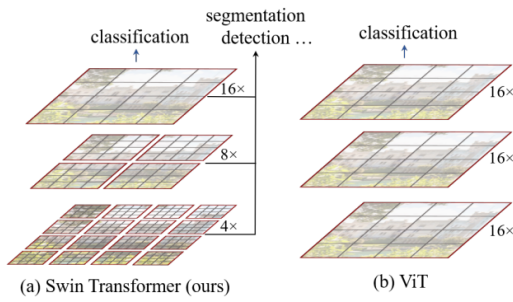 segmentation
classification
detection ...
classification
16×
8×
4×
16×
16×
16×
(a) Swin Transformer (ours)
(b) ViT